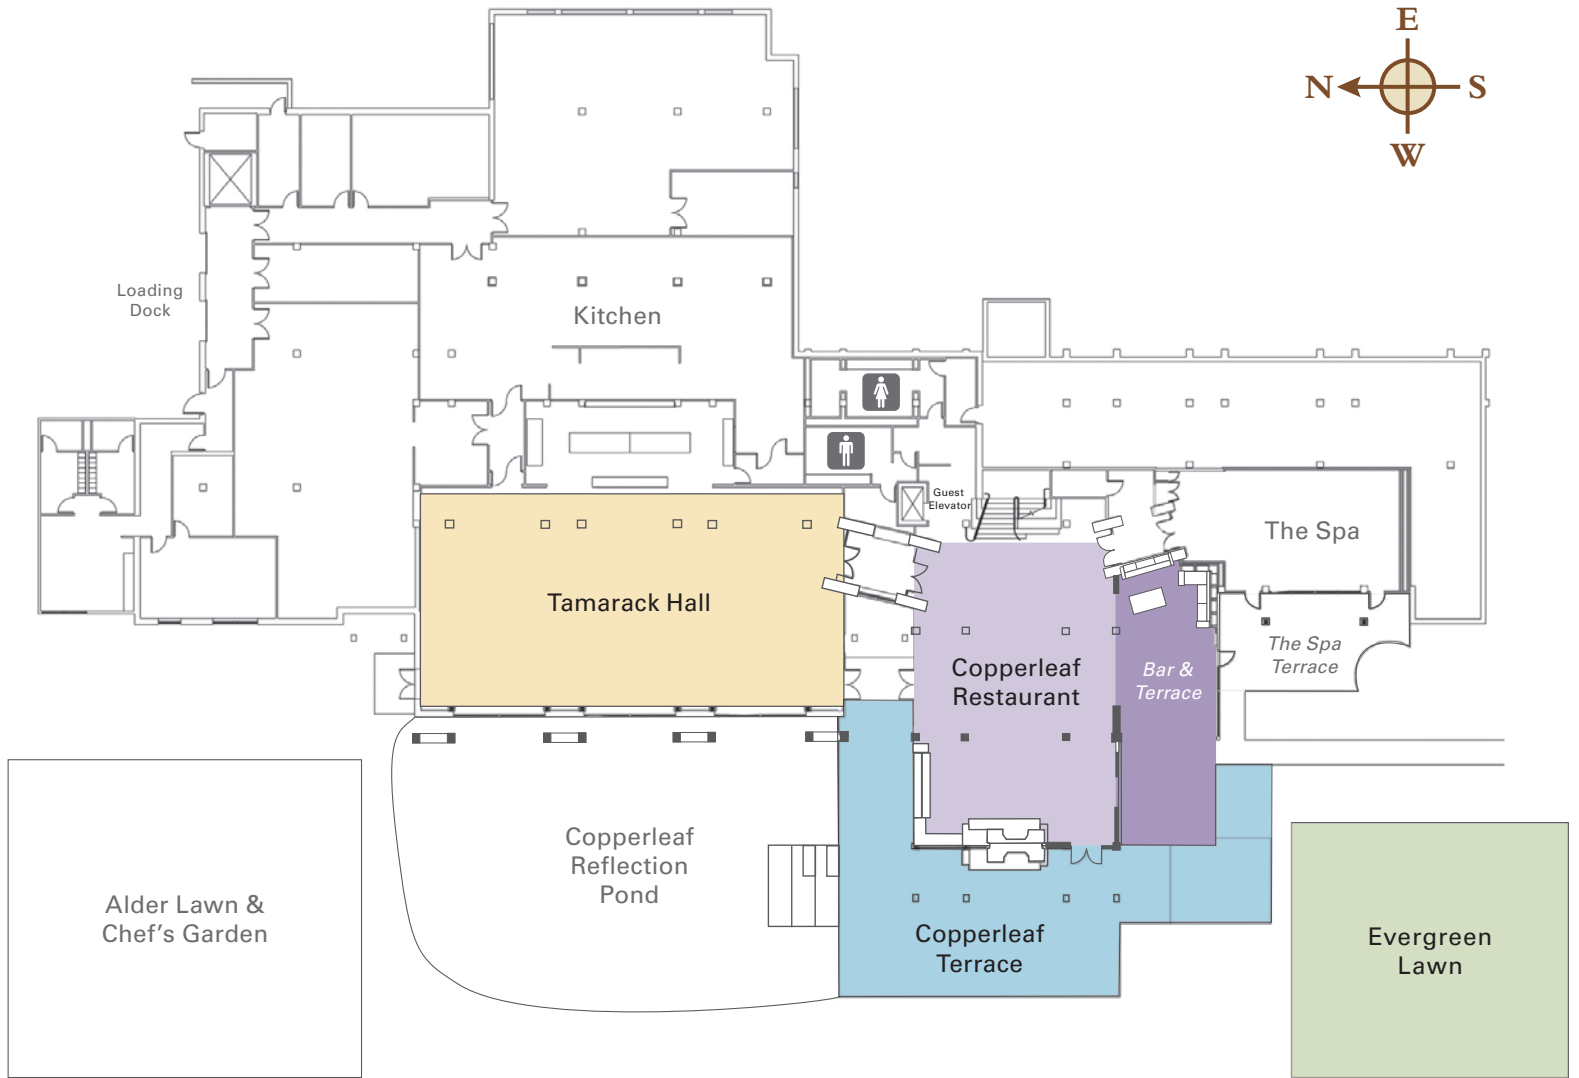 E
N
S
W
Loading
Dock
Kitchen
Guest
Elevator
The Spa
Tamarack Hall
The Spa
Terrace
Copperleaf
Restaurant
Bar &
Terrace
Copperleaf
Reflection
Pond
Alder Lawn &
Chef's Garden
Copperleaf
Terrace
Evergreen
Lawn